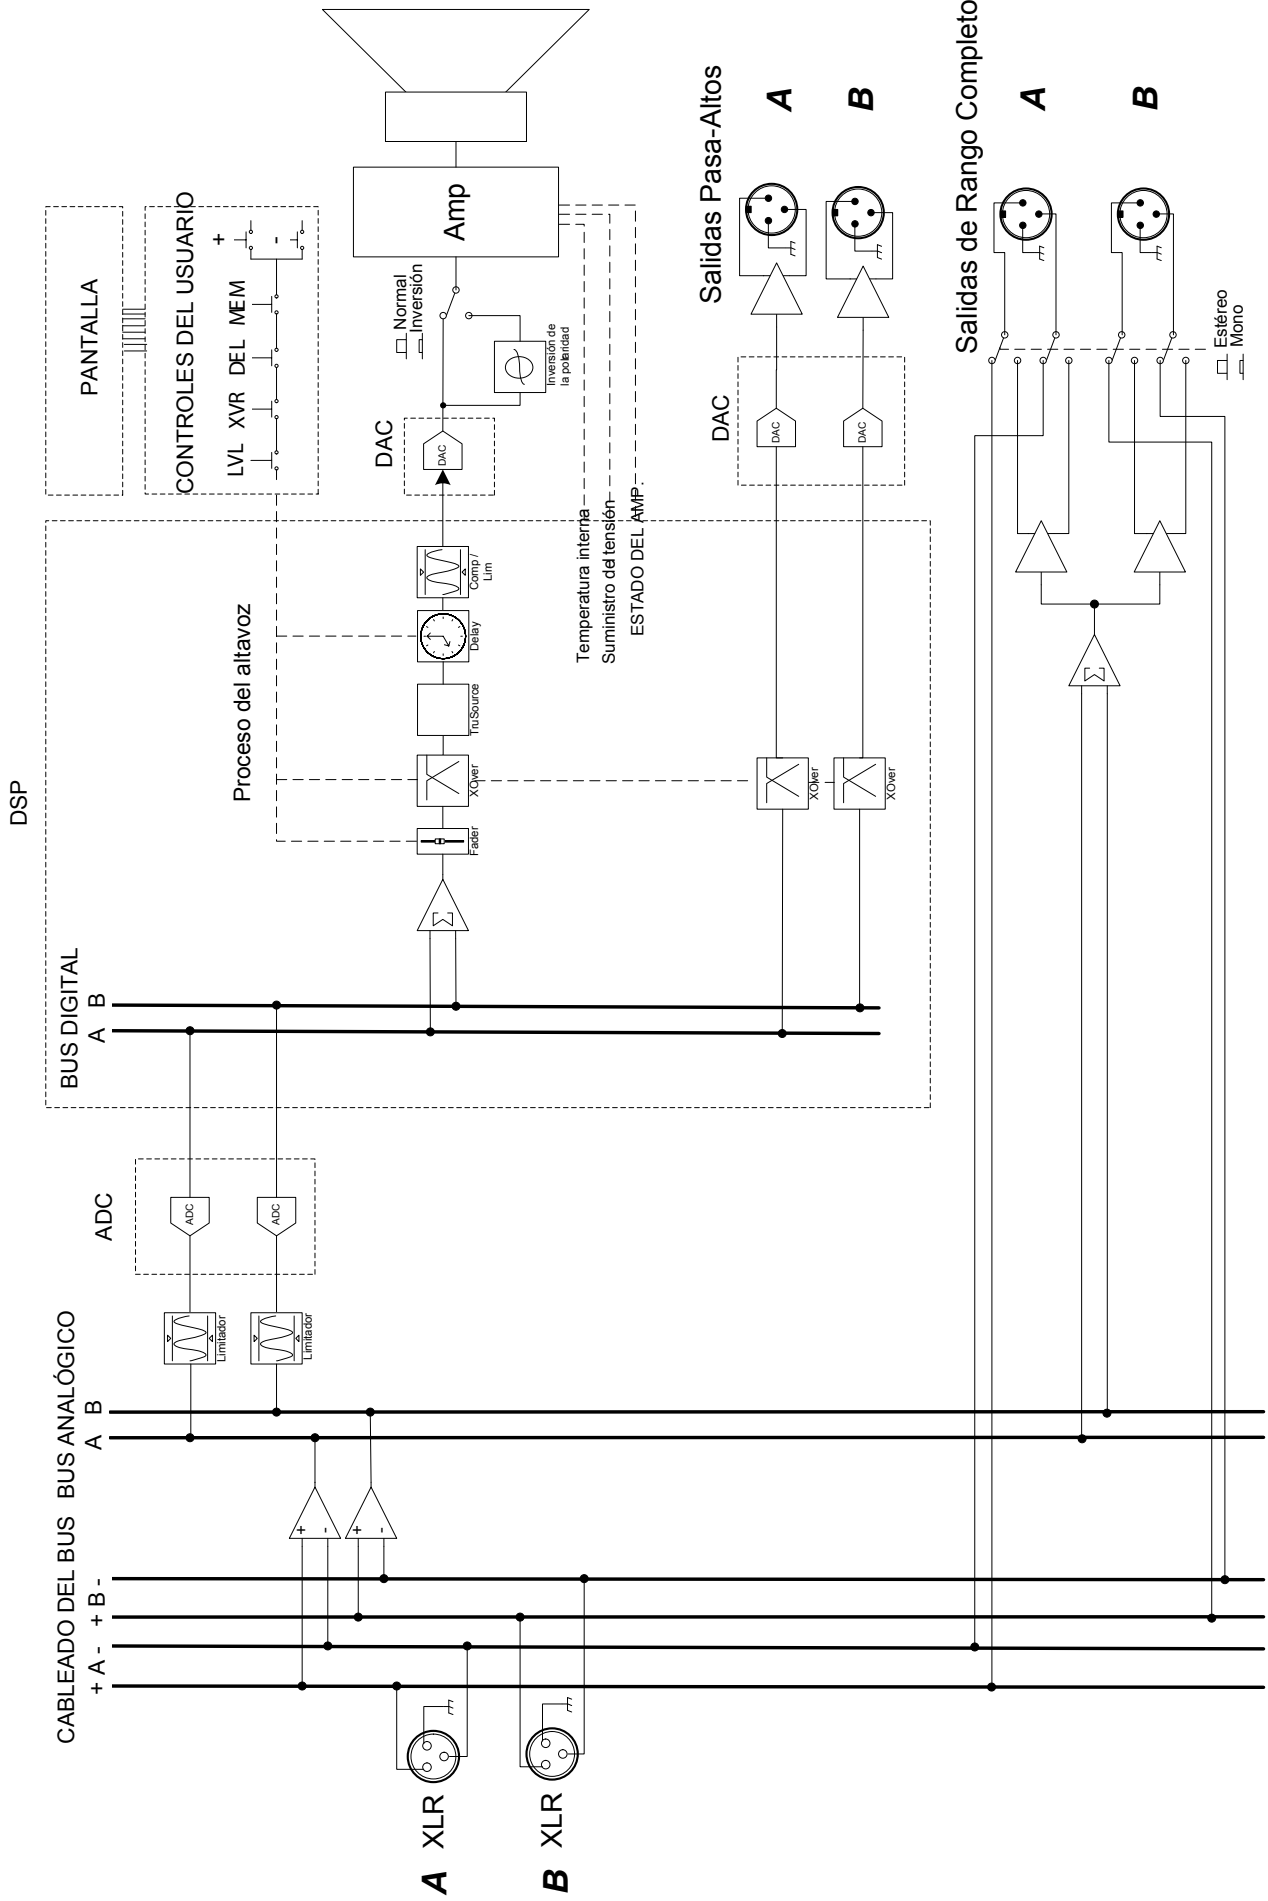 DSP
PANTALLA
CONTROLES DEL USUARIO
LVL XVR DEL MEM
+
-
Proceso del altavoz
BUS DIGITAL
A B
ADC
ADC
ADC
Limitador
Limitador
CABLEADO DEL BUS
+ A - + B -
BUS ANALÓGICO
A B
+
-
+
-
A XLR
B XLR
Σ
Fader
XOver
TruSource
Delay
Comp /
Lim
DAC
DAC
Normal
Inversión
Inversión de
la polaridad
Amp
Temperatura interna
Suministro de tensión
ESTADO DEL AMP.
XOver
XOver
DAC
DAC
DAC
Salidas Pasa-Altos
A
B
Salidas de Rango Completo
A
B
Σ
Estéreo
Mono